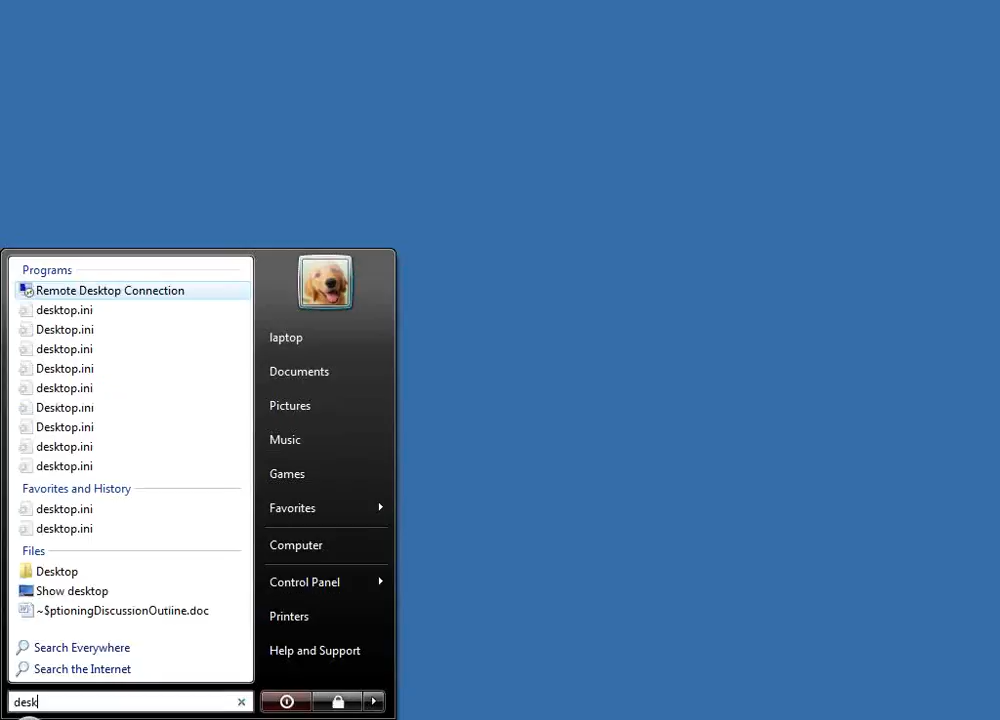 Programs
Remote Desktop Connection
desktop.ini
Desktop.ini
desktop.ini
Desktop.ini
desktop.ini
Desktop.ini
Desktop.ini
desktop.ini
desktop.ini
Favorites and History
desktop.ini
desktop.ini
Files
Desktop
Show desktop
~$ptioningDiscussionOutline.doc
Search Everywhere
Search the Internet
desk
laptop
Documents
Pictures
Music
Games
Favorites
Computer
Control Panel
Printers
Help and Support